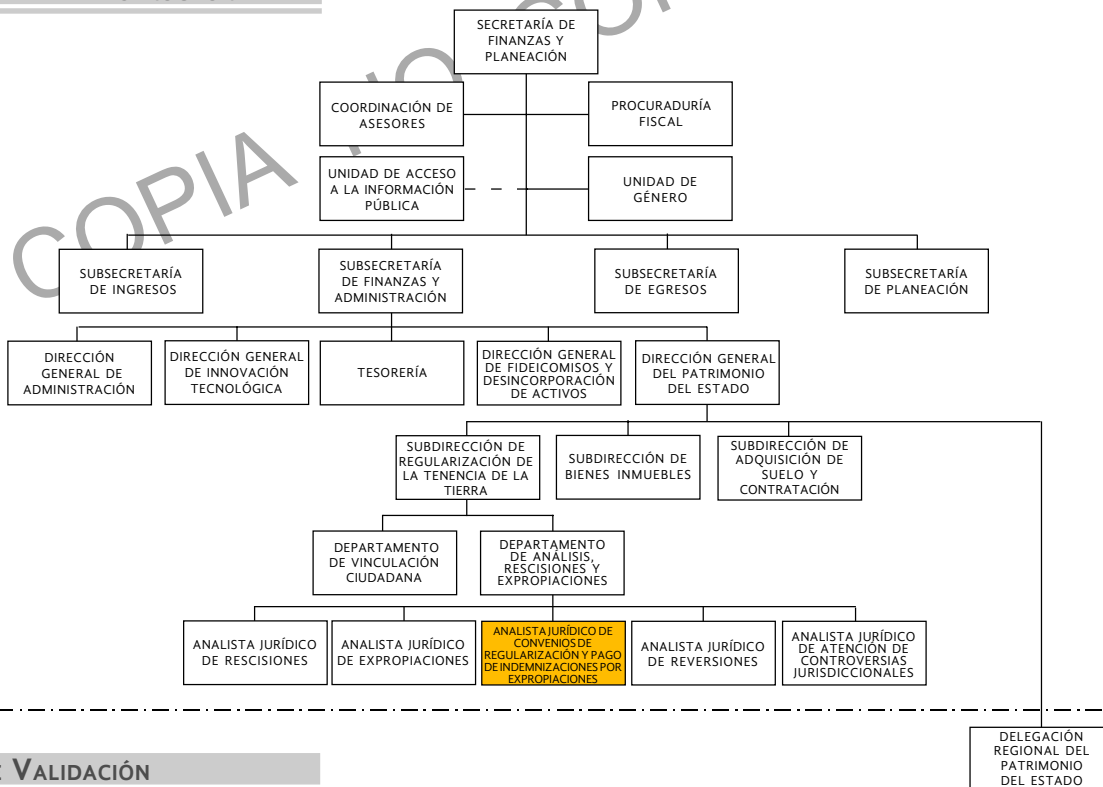 SECRETARÍA DE
FINANZAS Y
PLANEACIÓN
COORDINACIÓN DE
ASESORES
PROCURADURÍA
FISCAL
UNIDAD DE ACCESO
A LA INFORMACIÓN
PÚBLICA
UNIDAD DE
GÉNERO
COPIA
SUBSECRETARÍA
DE INGRESOS
SUBSECRETARÍA
DE FINANZAS Y
ADMINISTRACIÓN
SUBSECRETARÍA
DE EGRESOS
SUBSECRETARÍA
DE PLANEACIÓN
DIRECCIÓN
GENERAL DE
ADMINISTRACIÓN
DIRECCIÓN GENERAL
DE INNOVACIÓN
TECNOLÓGICA
TESORERÍA
DIRECCIÓN GENERAL
DE FIDEICOMISOS Y
DESINCORPORACIÓN
DE ACTIVOS
DIRECCIÓN GENERAL
DEL PATRIMONIO
DEL ESTADO
SUBDIRECCIÓN DE
REGULARIZACIÓN DE
LA TENENCIA DE LA
TIERRA
SUBDIRECCIÓN DE
BIENES INMUEBLES
SUBDIRECCIÓN DE
ADQUISICIÓN DE
SUELO Y
CONTRATACIÓN
DEPARTAMENTO
DE VINCULACIÓN
CIUDADANA
DEPARTAMENTO
DE ANÁLISIS,
RESCISIONES Y
EXPROPIACIONES
ANALISTA JURÍDICO
DE RESCISIONES
ANALISTA JURÍDICO
DE EXPROPIACIONES
ANALISTA JURÍDICO DE
CONVENIOS DE
REGULARIZACIÓN Y PAGO
DE INDEMNIZACIONES POR
EXPROPIACIONES
ANALISTA JURÍDICO
DE REVERSIONES
ANALISTA JURÍDICO
DE ATENCIÓN DE
CONTROVERSIAS
JURISDICCIONALES
DELEGACIÓN
REGIONAL DEL
PATRIMONIO
DEL ESTADO
VALIDACIÓN